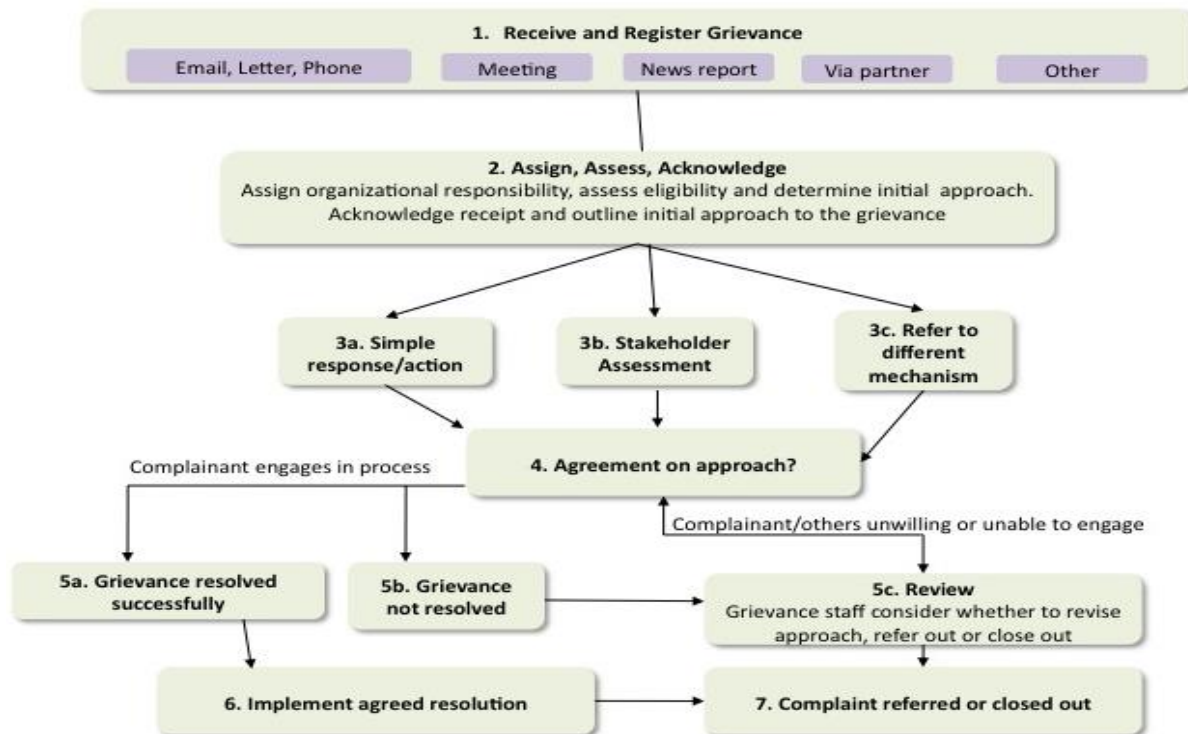 1. Receive and Register Grievance
Email, Letter, Phone
Meeting
News report
Via partner
Other
2. Assign, Assess, Acknowledge
Assign organizational responsibility, assess eligibility and determine initial approach.
Acknowledge receipt and outline initial approach to the grievance
3a. Simple
response/action
3b. Stakeholder
Assessment
3c. Refer to
different
mechanism
4. Agreement on approach?
Complainant engages in process
Complainant/others unwilling or unable to engage
5a. Grievance resolved
successfully
5b. Grievance
not resolved
5c. Review
Grievance staff consider whether to revise
approach, refer out or close out
6. Implement agreed resolution
7. Complaint referred or closed out